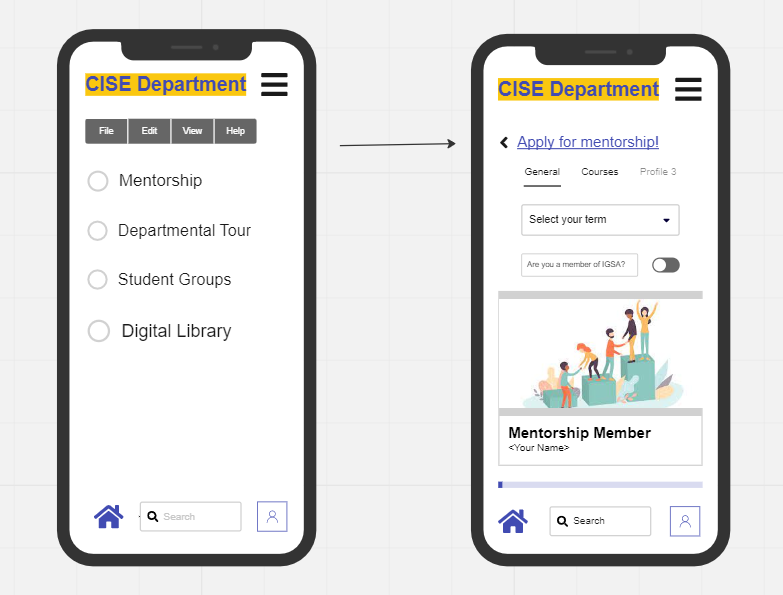 CISE Department
File Edit View Help
Mentorship
Departmental Tour
Student Groups
Digital Library
Search
CISE Department
Apply for mentorship!
General Courses Profile 3
Select your term
Are you a member of IGSA?
Mentorship Member
<Your Name>
Search